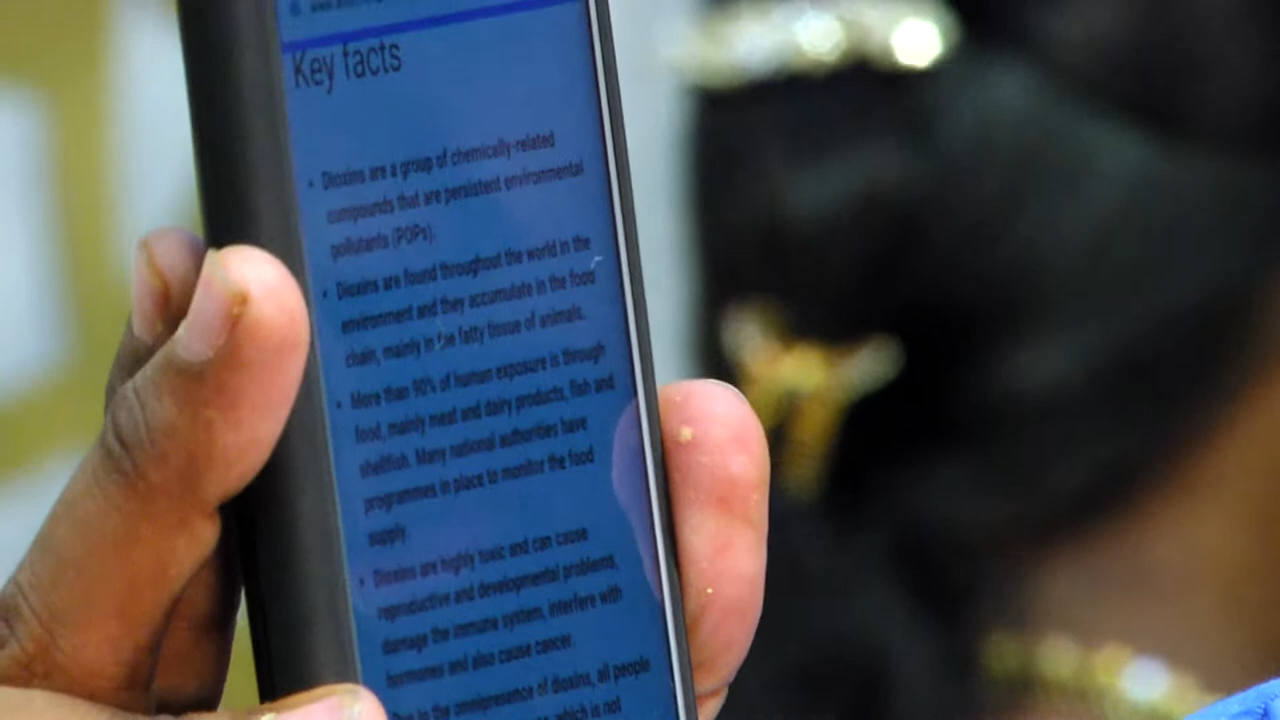 Key facts
• Dioxins are a group of chemically-related
compounds that are persistent environmental
pollutants (POPs).
• Dioxins are found throughout the world in the
environment and they accumulate in the food
chain, mainly in the fatty tissue of animals.
• More than 90% of human exposure is through
food, mainly meat and dairy products, fish and
shellfish. Many national authorities have
programmes in place to monitor the food
supply.
• Dioxins are highly toxic and can cause
reproductive and developmental problems,
damage the immune system, interfere with
hormones and also cause cancer.
Due to the omnipresence of dioxins, all people
which is not